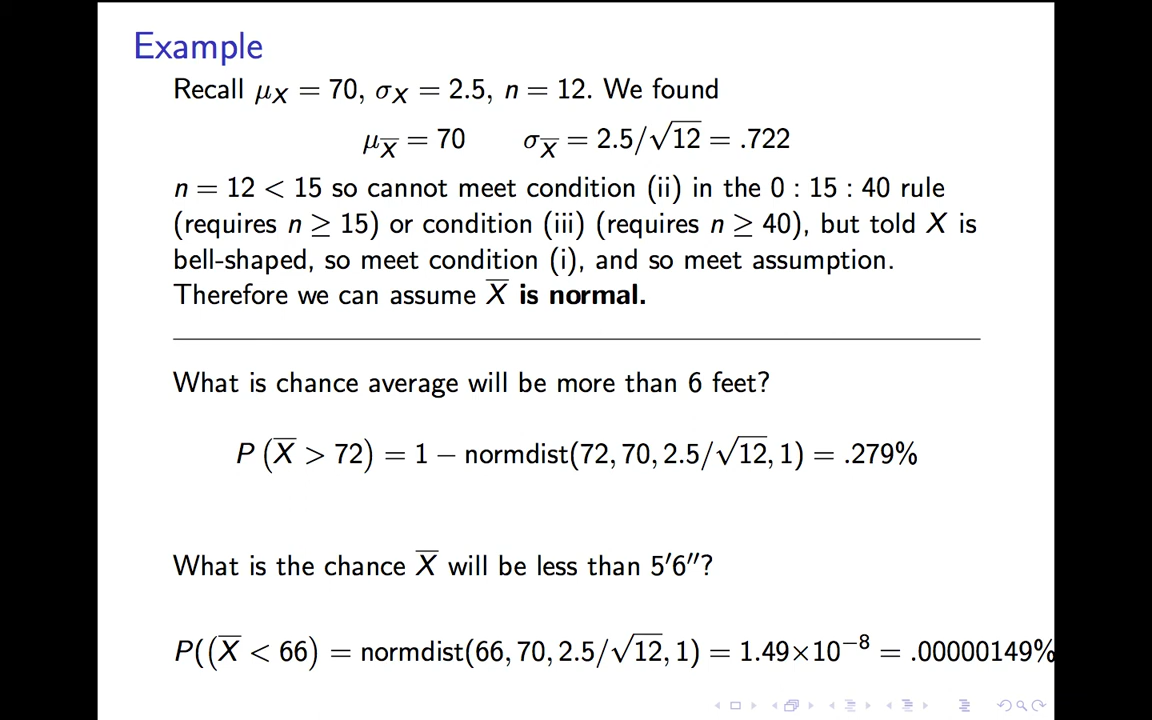 Example
Recall μ_X = 70, σ_X = 2.5, n = 12. We found
μ_X̅ = 70 σ_X̅ = 2.5/√12 = .722
n = 12 < 15 so cannot meet condition (ii) in the 0 : 15 : 40 rule
(requires n ≥ 15) or condition (iii) (requires n ≥ 40), but told X is
bell-shaped, so meet condition (i), and so meet assumption.
Therefore we can assume X̅ is normal.
What is chance average will be more than 6 feet?
P (X̅ > 72) = 1 − normdist(72, 70, 2.5/√12, 1) = .279%
What is the chance X̅ will be less than 5′6′′?
P((X̅ < 66) = normdist(66, 70, 2.5/√12, 1) = 1.49×10⁻⁸ = .00000149%